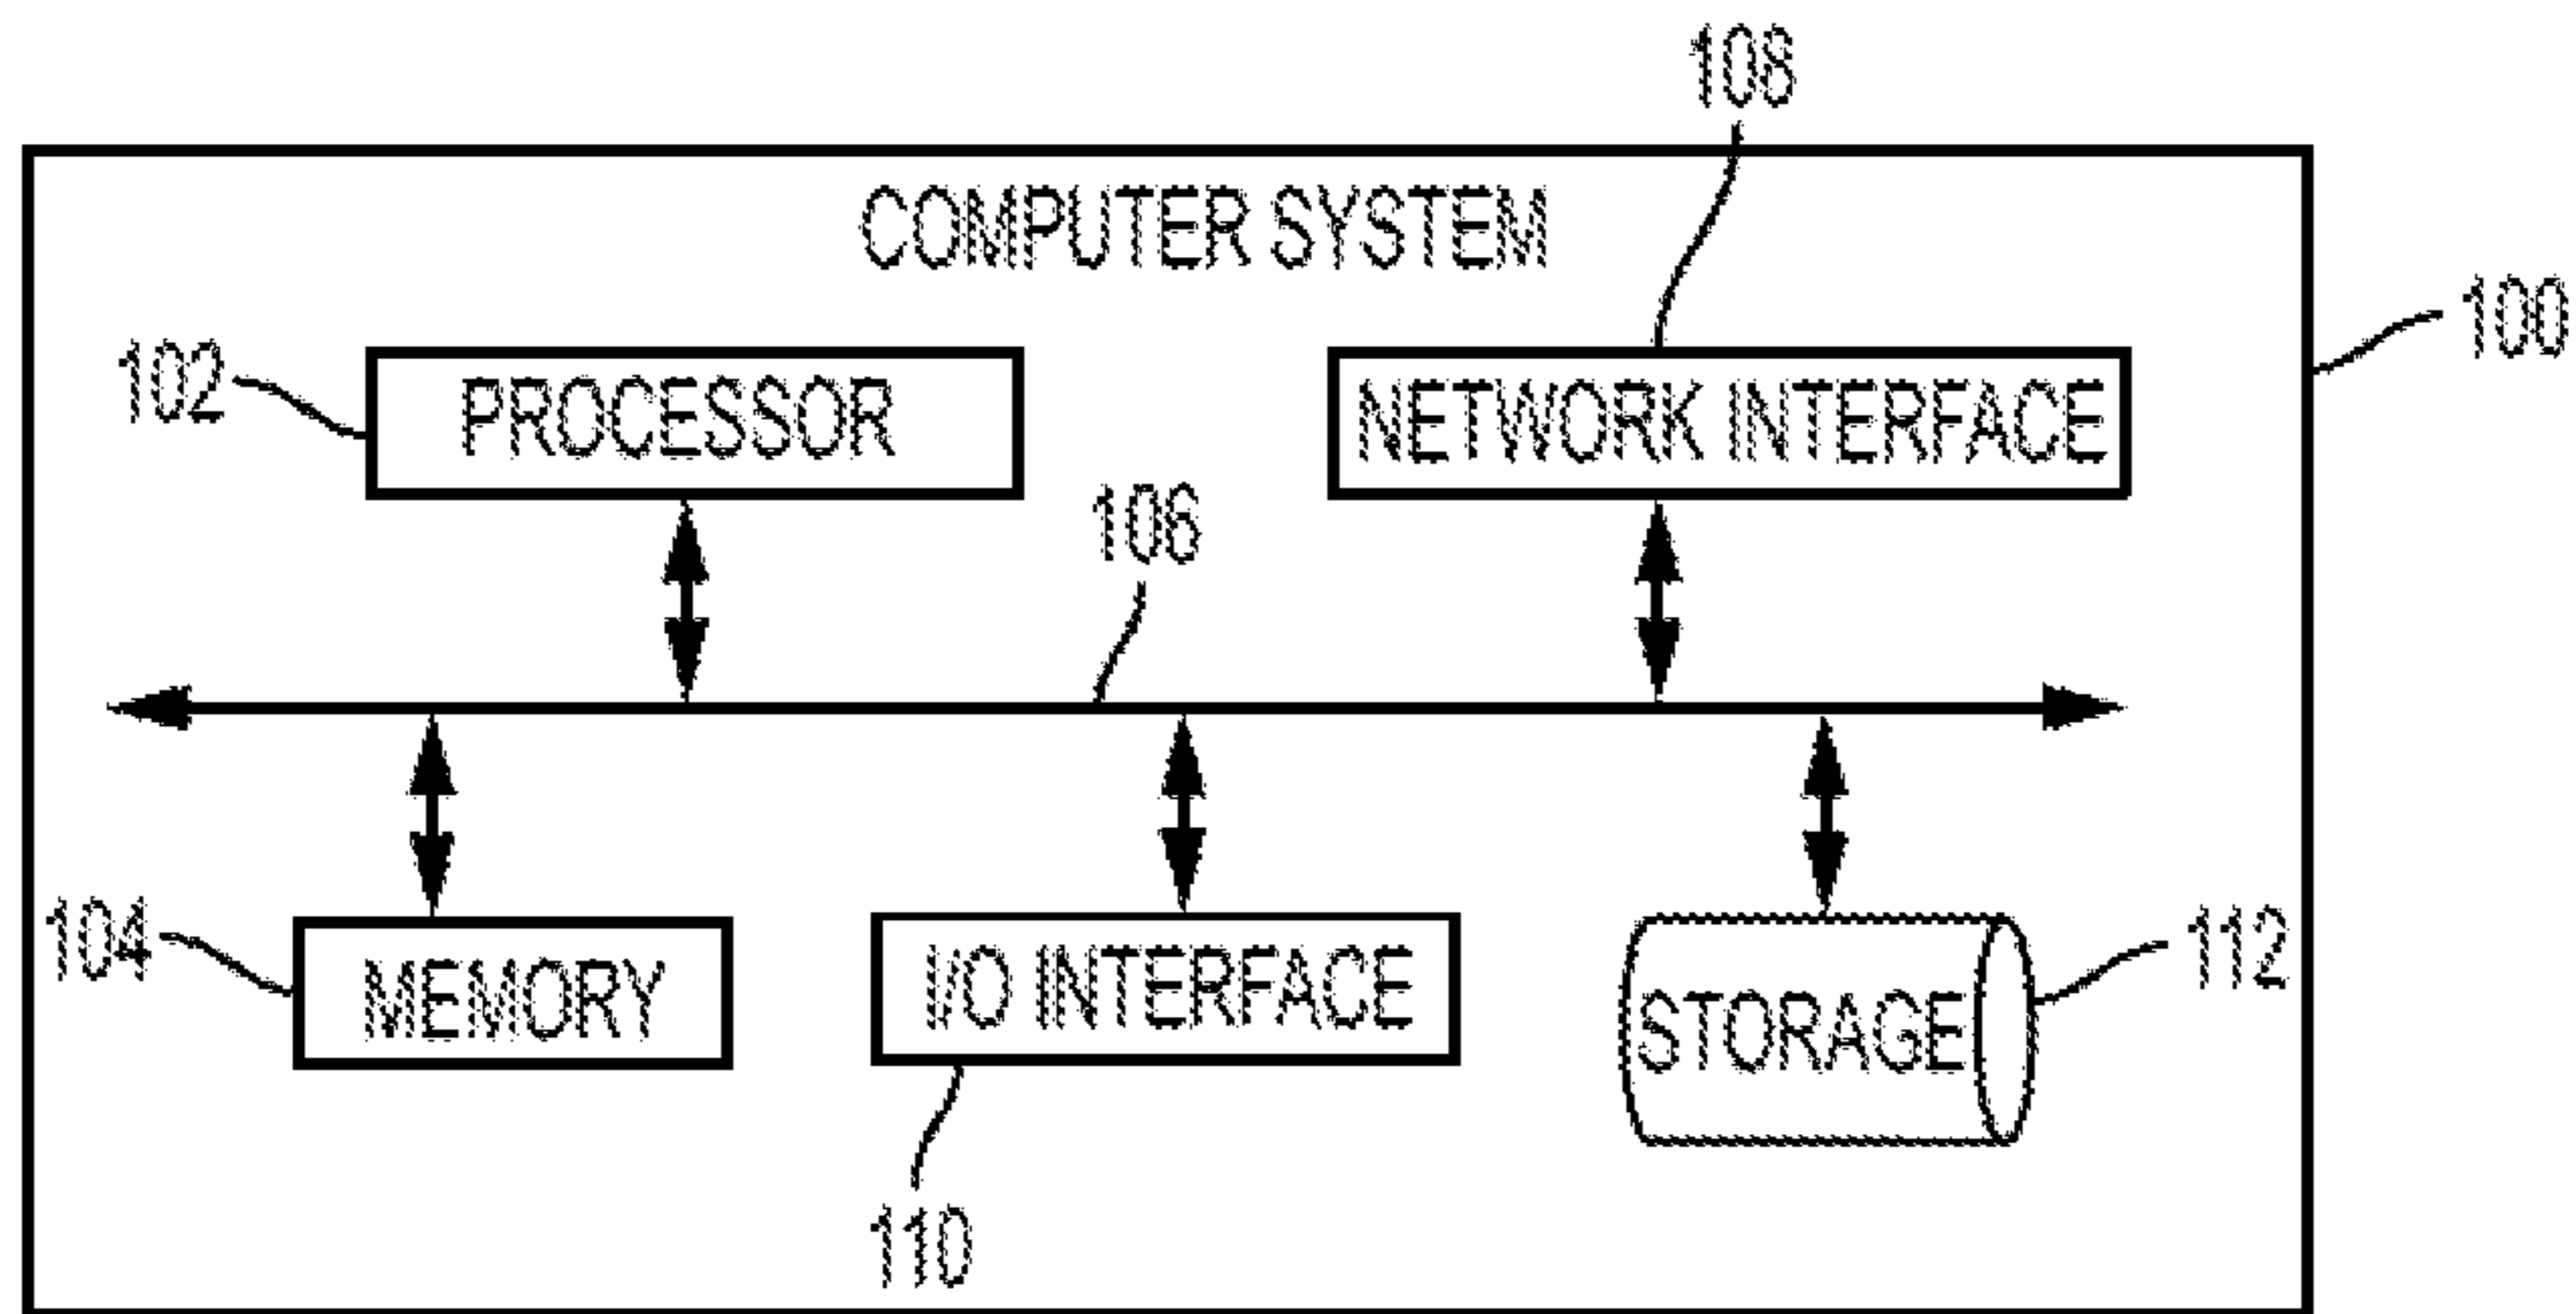 108
COMPUTER SYSTEM
100
102
PROCESSOR
NETWORK INTERFACE
106
104
MEMORY
I/O INTERFACE
STORAGE
112
110